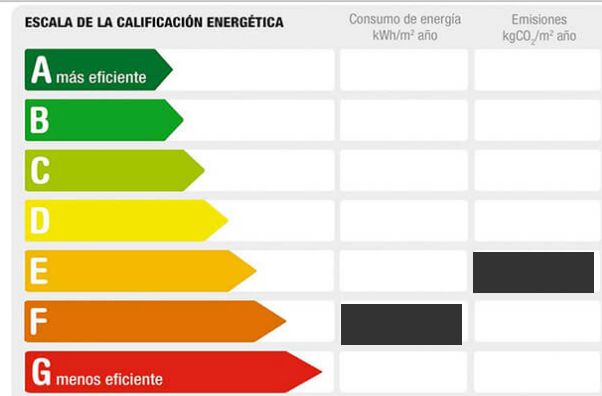 ESCALA DE LA CALIFICACIÓN ENERGÉTICA
Consumo de energía
kWh/m² año
Emisiones
kgCO₂/m² año
A más eficiente
B
C
D
E
F
G menos eficiente